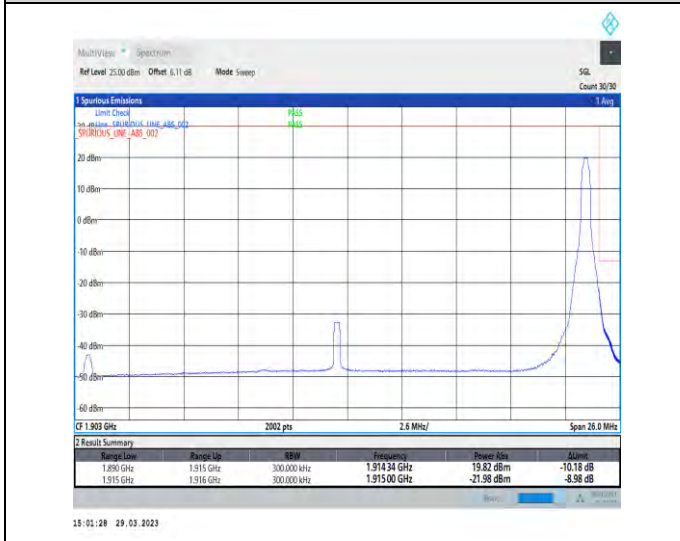 MultiView Spectrum
Ref Level 25.00 dBm Offset 6.11 dB Mode Sweep SGL
Count 30/30
1 Spurious Emissions 1 Avg
Limit Check PASS
Line SPURIOUS_LINE_ABS_002 PASS
SPURIOUS_LINE_ABS_002
20 dBm
10 dBm
0 dBm
-10 dBm
-20 dBm
-30 dBm
-40 dBm
-50 dBm
-60 dBm
CF 1.903 GHz 2002 pts 2.6 MHz/ Span 26.0 MHz
2 Result Summary
Range Low Range Up RBW Frequency Power Abs ΔLimit
1.890 GHz 1.915 GHz 300.000 kHz 1.91434 GHz 19.82 dBm -10.18 dB
1.915 GHz 1.916 GHz 300.000 kHz 1.91500 GHz -21.98 dBm -8.98 dB
15:01:28 29.03.2023